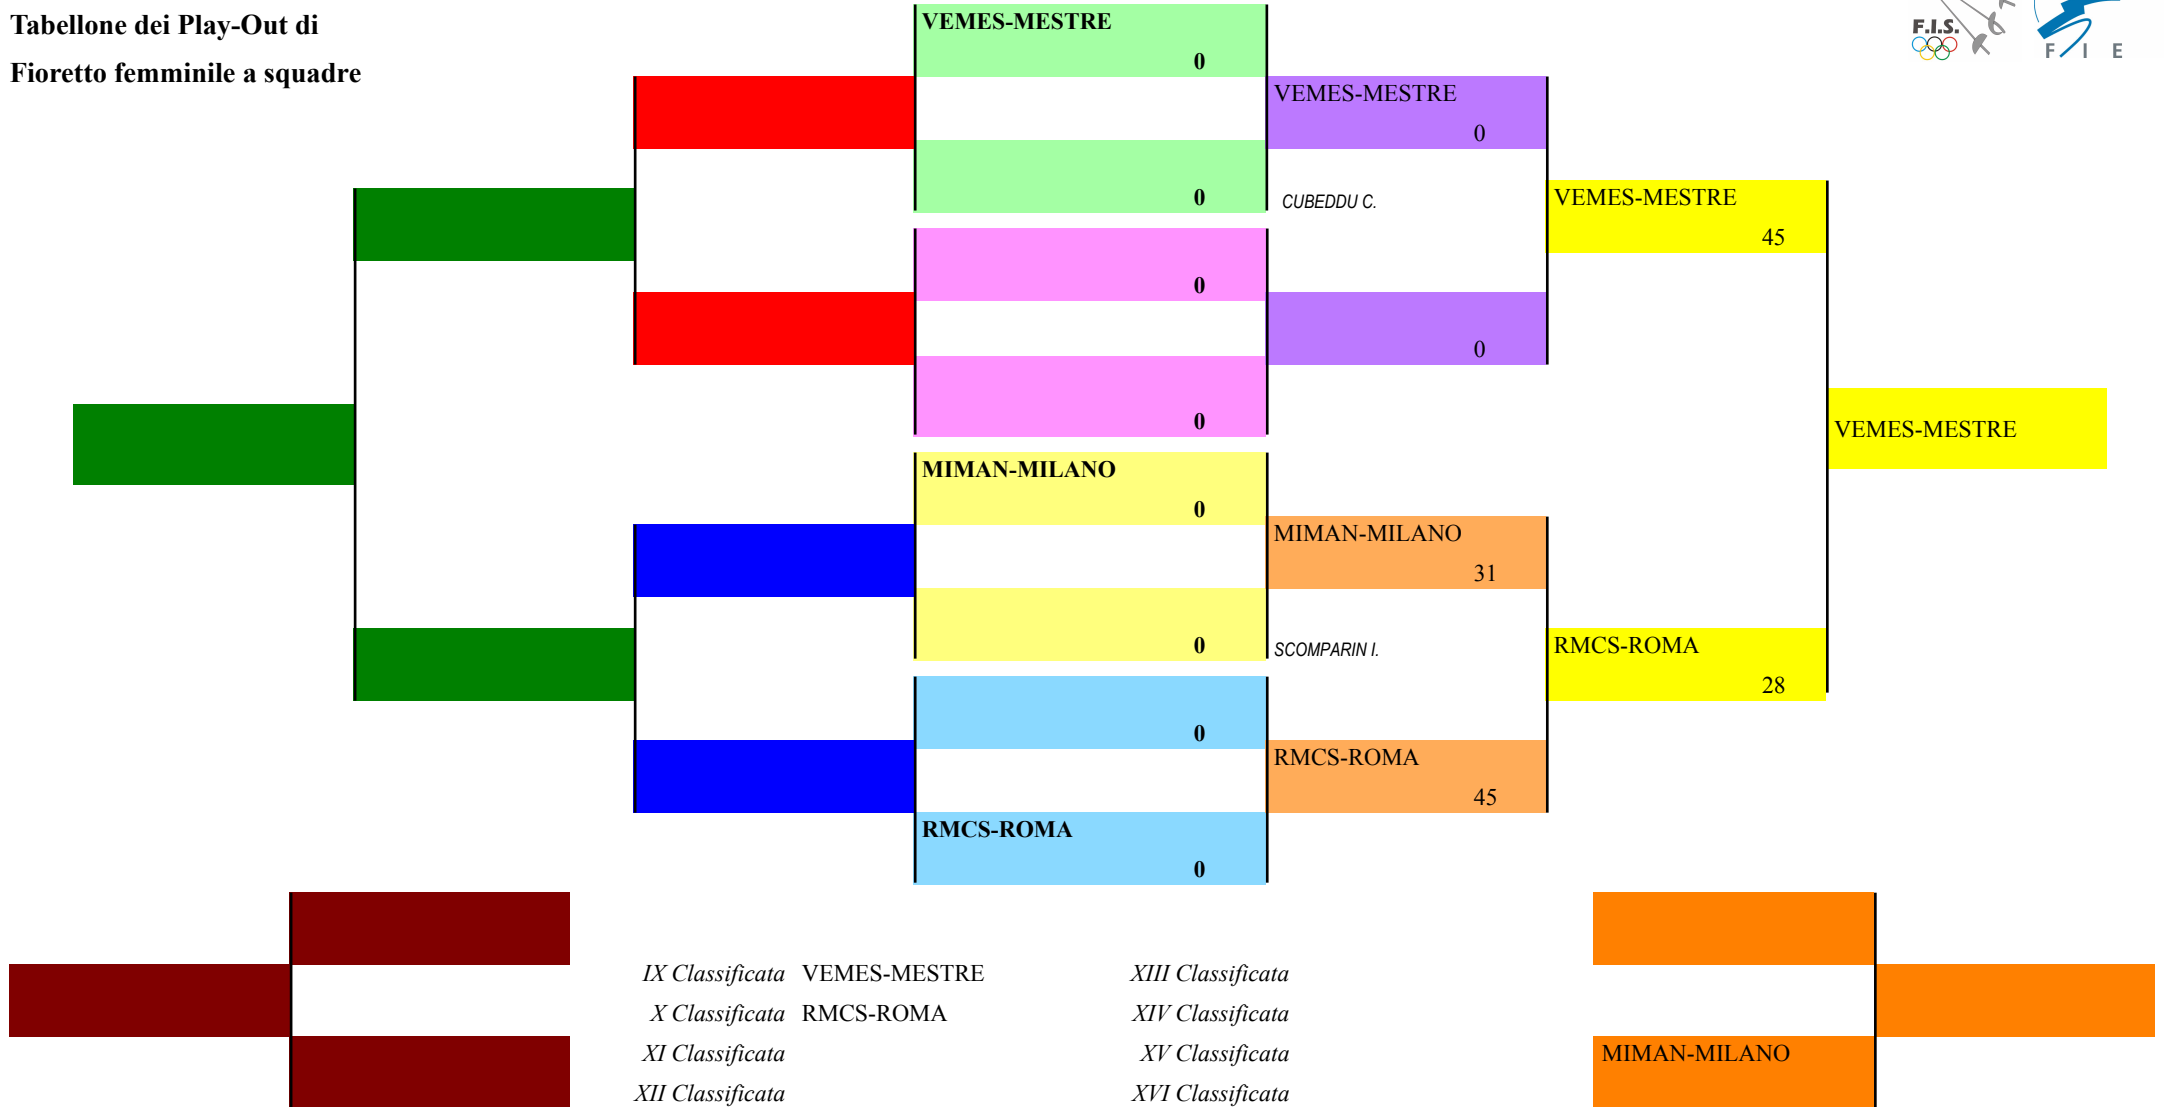 Tabellone dei Play-Out di
Fioretto femminile a squadre
F.I.S.
F I E
VEMES-MESTRE
0
VEMES-MESTRE
0
0
CUBEDDU C.
VEMES-MESTRE
45
0
0
0
VEMES-MESTRE
MIMAN-MILANO
0
MIMAN-MILANO
31
0
SCOMPARIN I.
RMCS-ROMA
28
0
RMCS-ROMA
45
RMCS-ROMA
0
IX Classificata VEMES-MESTRE
XIII Classificata
X Classificata RMCS-ROMA
XIV Classificata
XI Classificata
XV Classificata
MIMAN-MILANO
XII Classificata
XVI Classificata